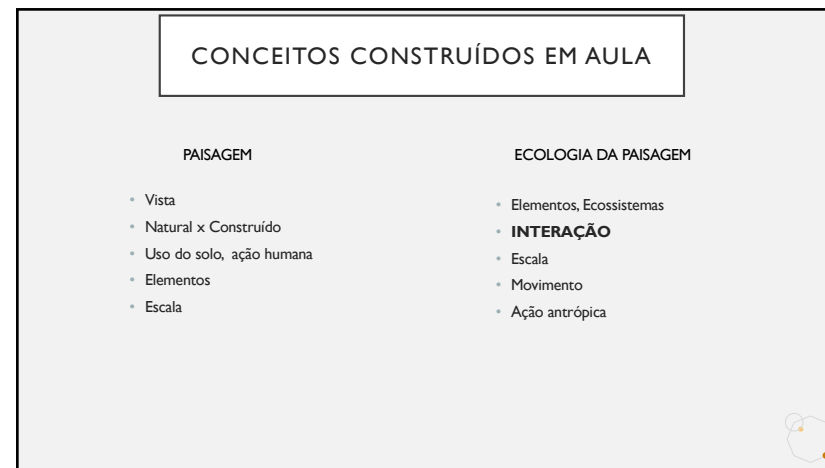 CONCEITOS CONSTRUÍDOS EM AULA
PAISAGEM
• Vista
• Natural x Construído
• Uso do solo, ação humana
• Elementos
• Escala
ECOLOGIA DA PAISAGEM
• Elementos, Ecossistemas
• INTERAÇÃO
• Escala
• Movimento
• Ação antrópica